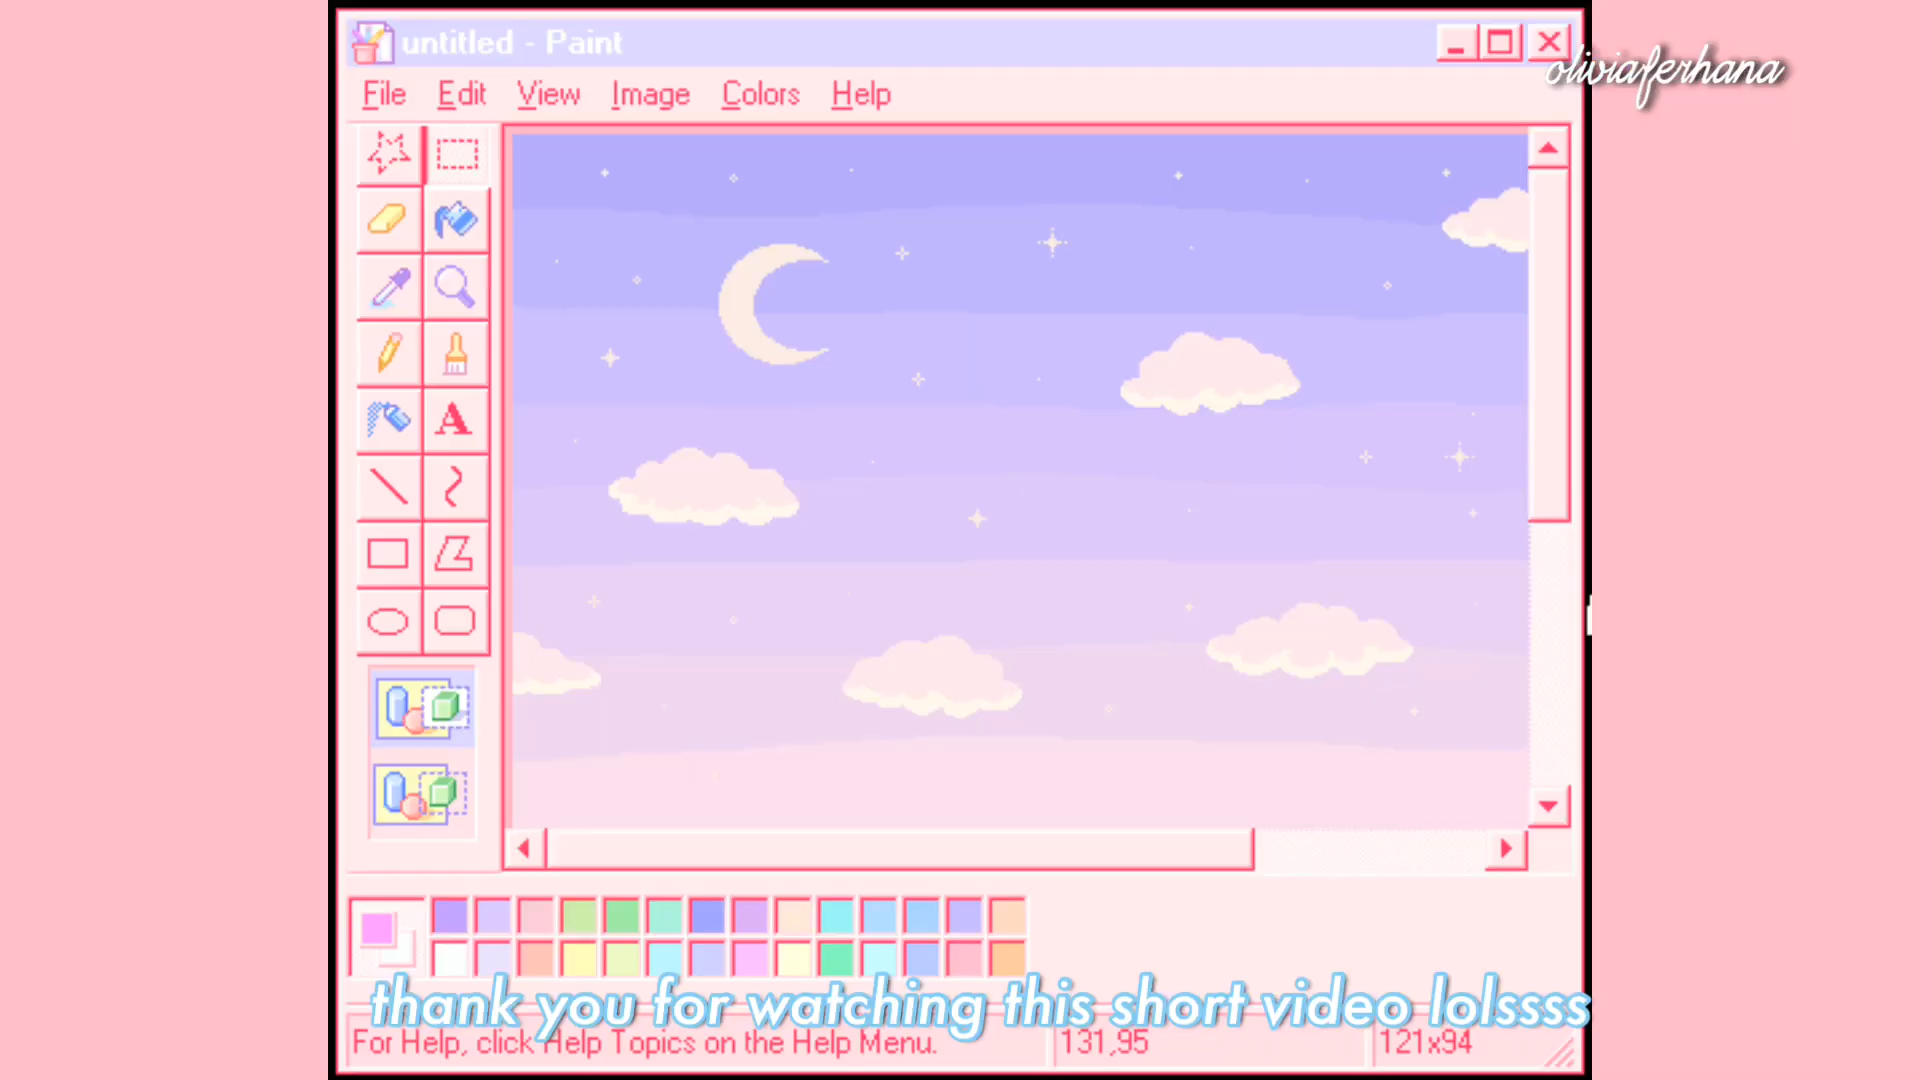 untitled - Paint
oliviaferhana
File Edit View Image Colors Help
A
thank you for watching this short video lolssss
For Help, click Help Topics on the Help Menu. 131,95 121x94